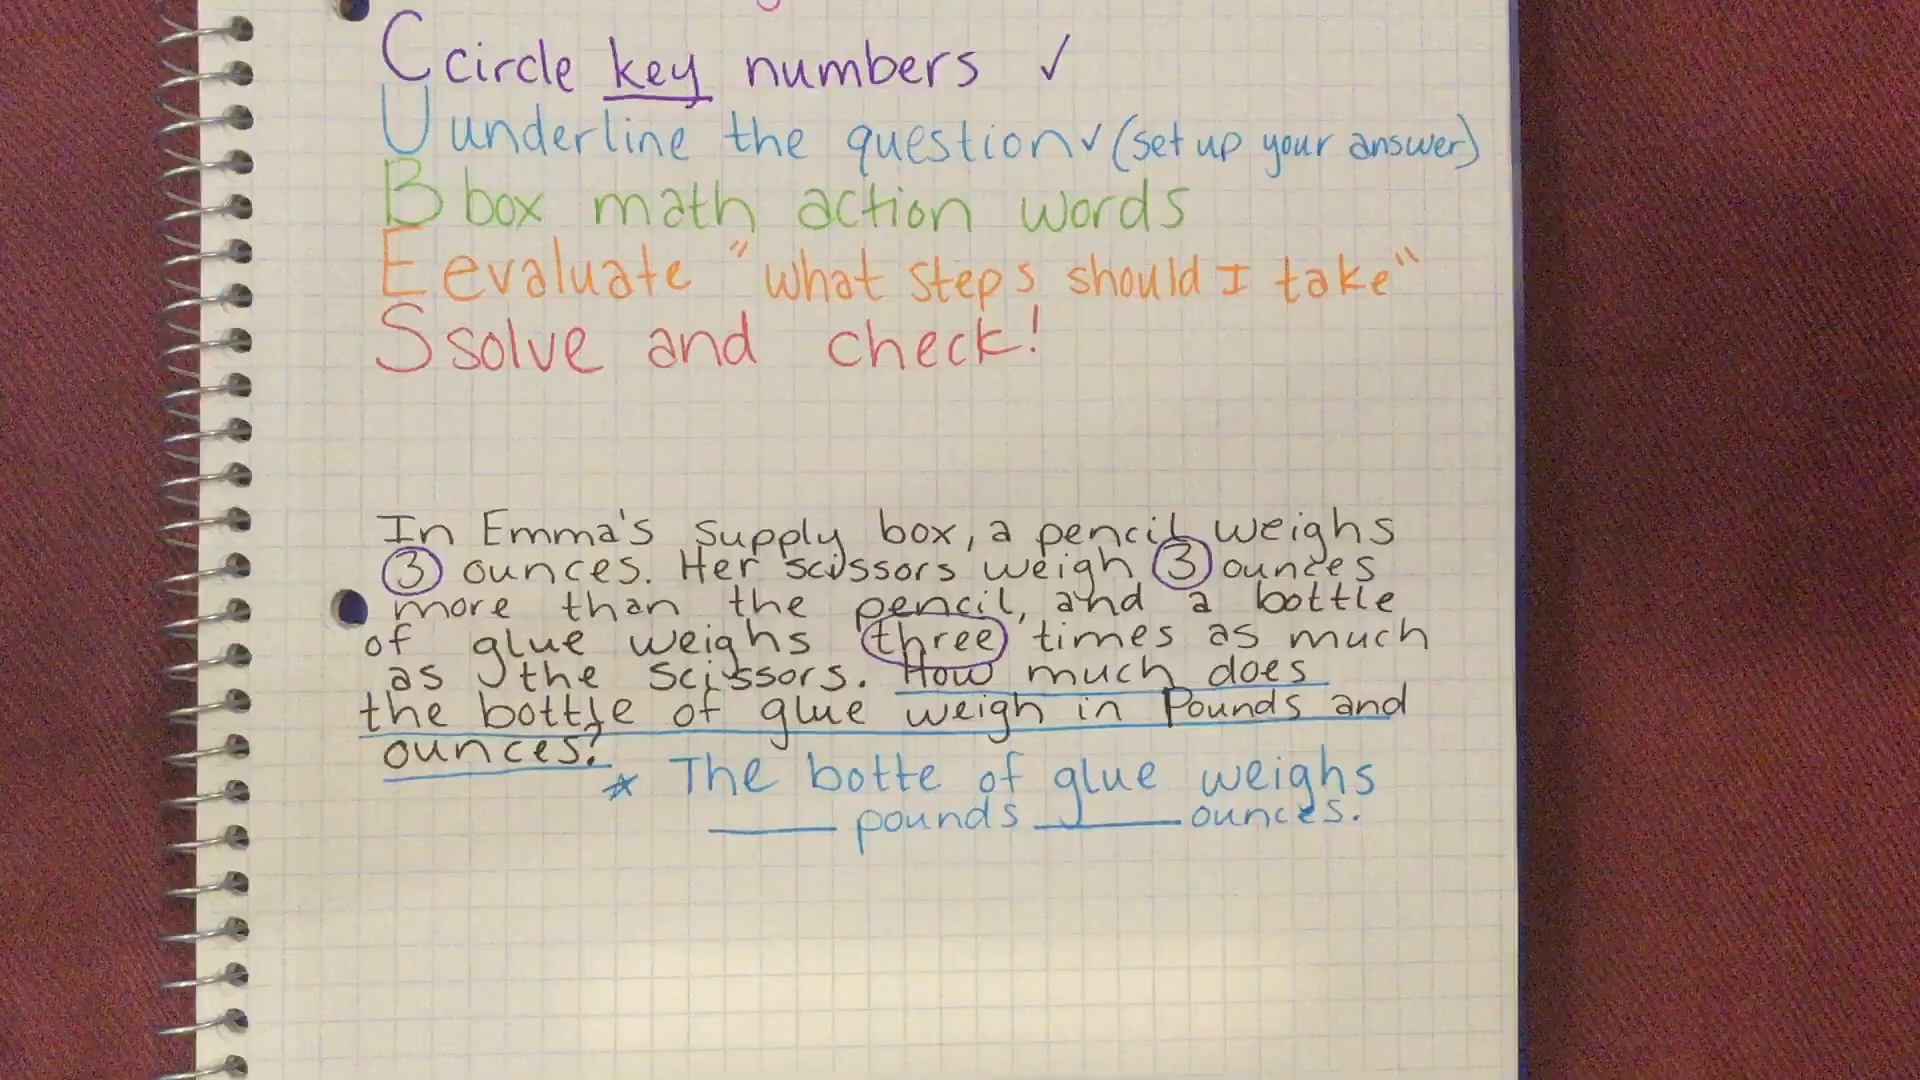 C circle key numbers ✓
U underline the question ✓ (set up your answer)
B box math action words
E evaluate "what steps should I take"
S solve and check!
In Emma's supply box, a pencil weighs
3 ounces. Her scissors weigh 3 ounces
more than the pencil, and a bottle
of glue weighs three times as much
as the scissors. How much does
the bottle of glue weigh in Pounds and
ounces?
* The botte of glue weighs
____ pounds ____ ounces.